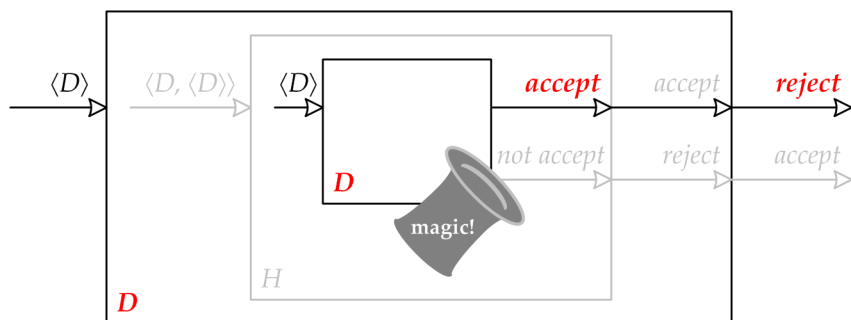 ⟨D⟩ ⟨D, ⟨D⟩⟩ ⟨D⟩ accept accept reject
not accept reject accept
D
magic!
H
D